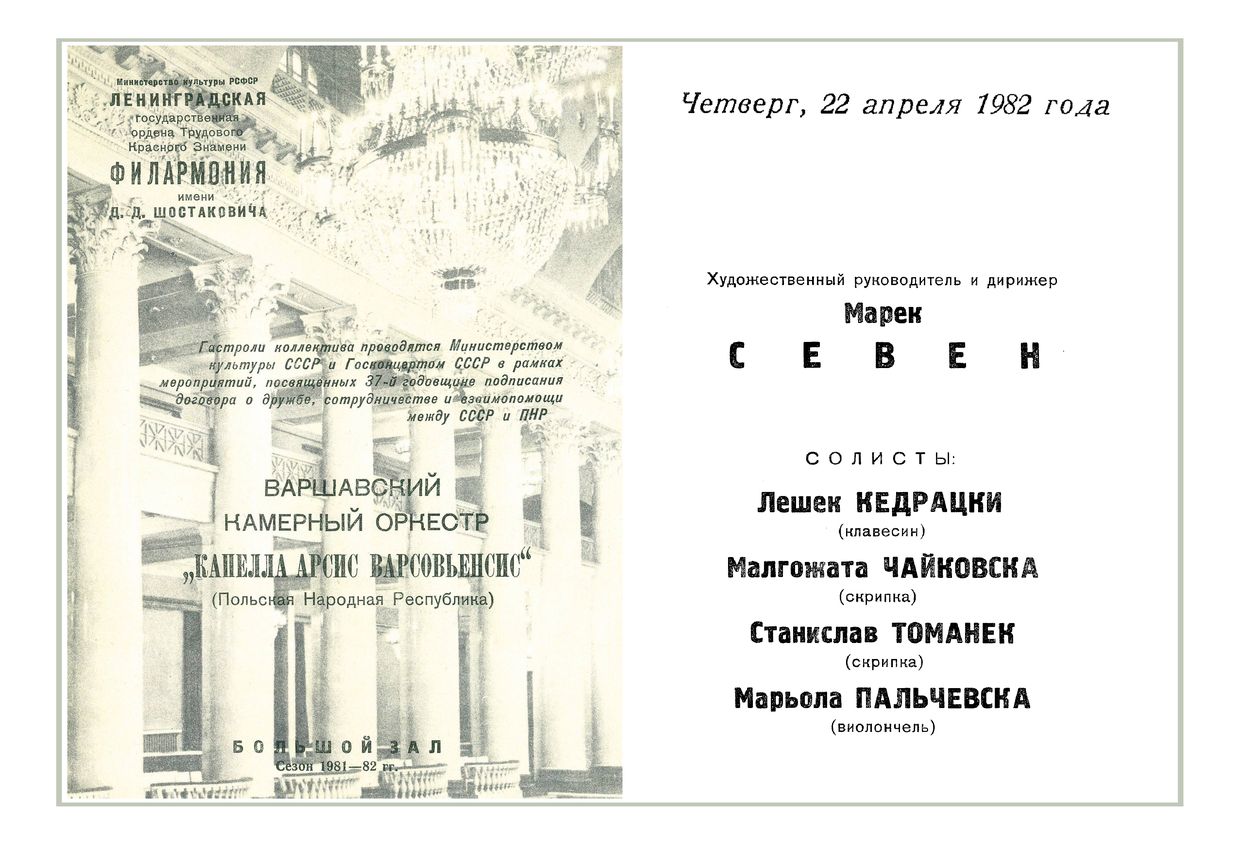 Министерство культуры РСФСР
ЛЕНИНГРАДСКАЯ
государственная
ордена Трудового
Красного Знамени
ФИЛАРМОНИЯ
имени
Д. Д. ШОСТАКОВИЧА
Гастроли коллектива проводятся Министерством
культуры СССР и Госконцертом СССР в рамках
мероприятий, посвященных 37-й годовщине подписания
договора о дружбе, сотрудничестве и взаимопомощи
между СССР и ПНР
ВАРШАВСКИЙ
КАМЕРНЫЙ ОРКЕСТР
„КАПЕЛЛА АРСИС ВАРСОВЬЕНСИС“
(Польская Народная Республика)
БОЛЬШОЙ ЗАЛ
Сезон 1981—82 гг.
Четверг, 22 апреля 1982 года
Художественный руководитель и дирижер
Марек
СЕВЕН
СОЛИСТЫ:
Лешек КЕДРАЦКИ
(клавесин)
Малгожата ЧАЙКОВСКА
(скрипка)
Станислав ТОМАНЕК
(скрипка)
Марьола ПАЛЬЧЕВСКА
(виолончель)